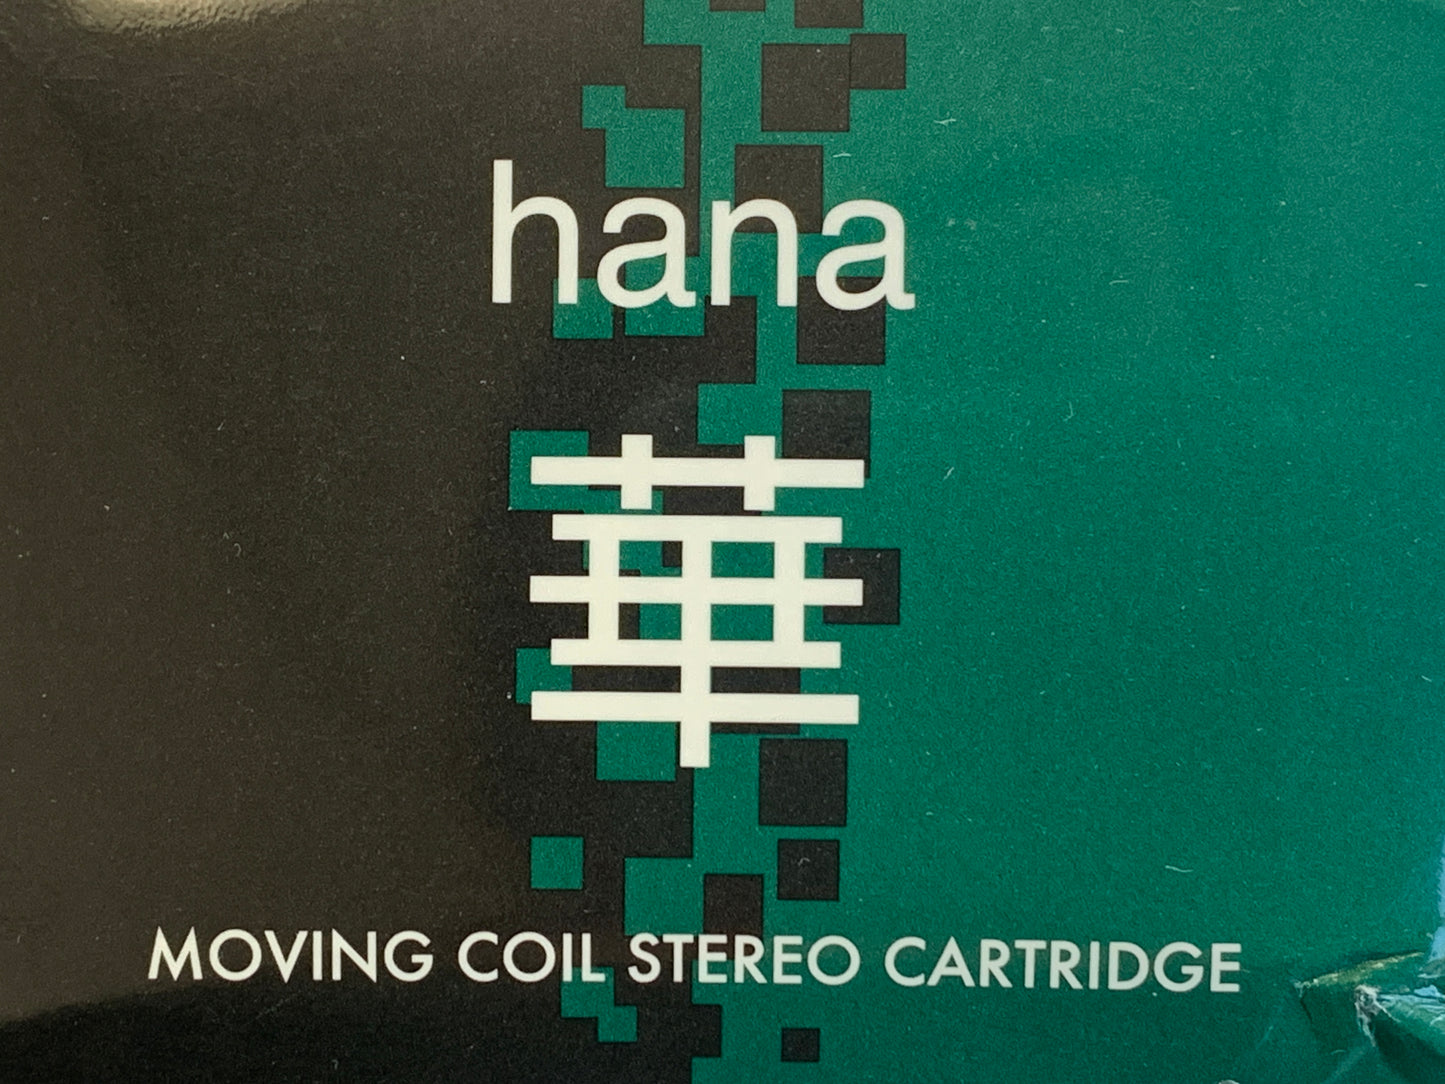 hana
華
MOVING COIL STEREO CARTRIDGE